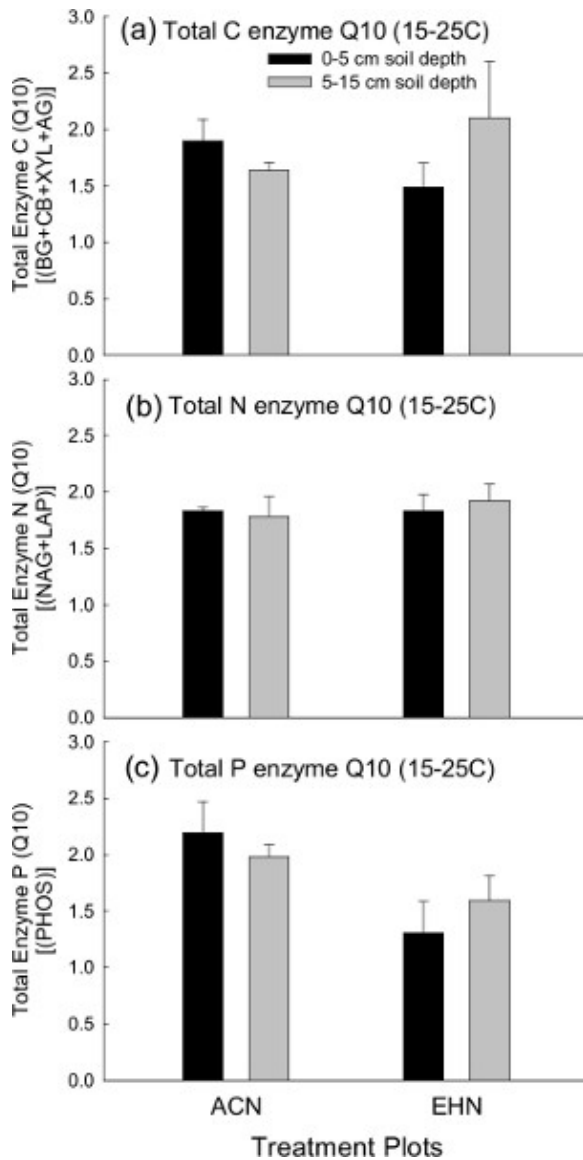 (a) Total C enzyme Q10 (15-25C)
0-5 cm soil depth
5-15 cm soil depth
Total Enzyme C (Q10)
[(BG+CB+XYL+AG)]
3.0
2.5
2.0
1.5
1.0
0.5
0.0
(b) Total N enzyme Q10 (15-25C)
Total Enzyme N (Q10)
[(NAG+LAP)]
3.0
2.5
2.0
1.5
1.0
0.5
0.0
(c) Total P enzyme Q10 (15-25C)
Total Enzyme P (Q10)
[(PHOS)]
3.0
2.5
2.0
1.5
1.0
0.5
0.0
ACN EHN
Treatment Plots